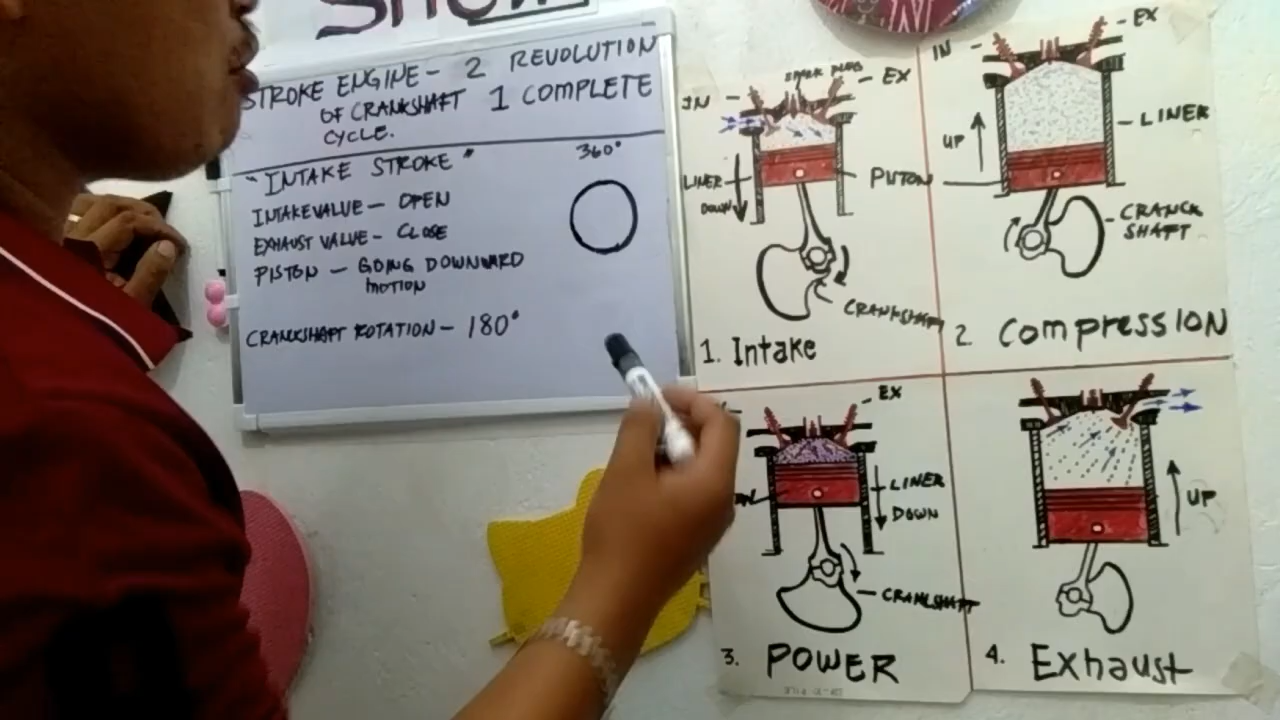 SHOW
STROKE ENGINE - 2 REVOLUTION
OF CRANKSHAFT 1 COMPLETE
CYCLE.
"INTAKE STROKE"
360°
INTAKEVALUE - OPEN
EXHAUST VALUE - CLOSE
PISTON - GOING DOWNWARD
MOTION
CRANKSHAFT ROTATION - 180°
SPARK PLUG
IN
EX
LINER
DOWN
PISTON
CRANKSHAFT
1. Intake
IN
EX
UP
LINER
CRANCK
SHAFT
2 Compression
EX
LINER
DOWN
CRANKSHAFT
3. POWER
UP
4. Exhaust